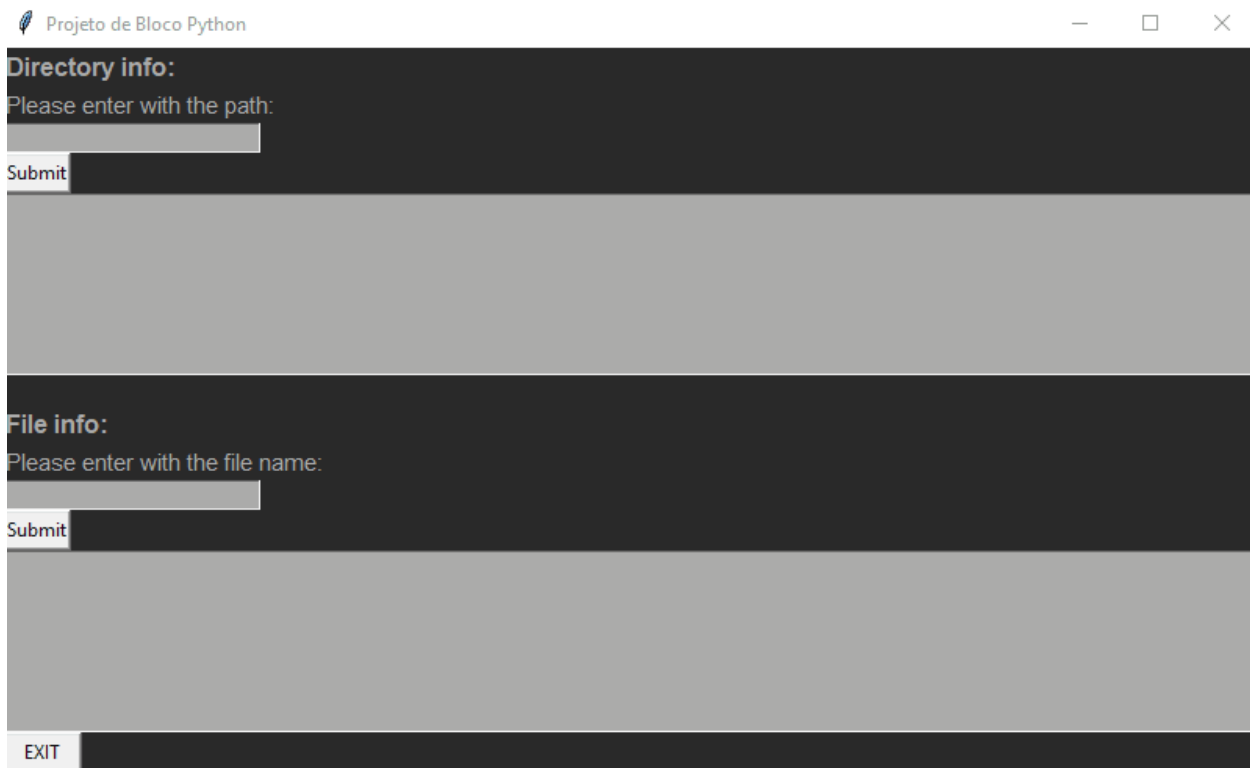 Projeto de Bloco Python
Directory info:
Please enter with the path:
Submit
File info:
Please enter with the file name:
Submit
EXIT